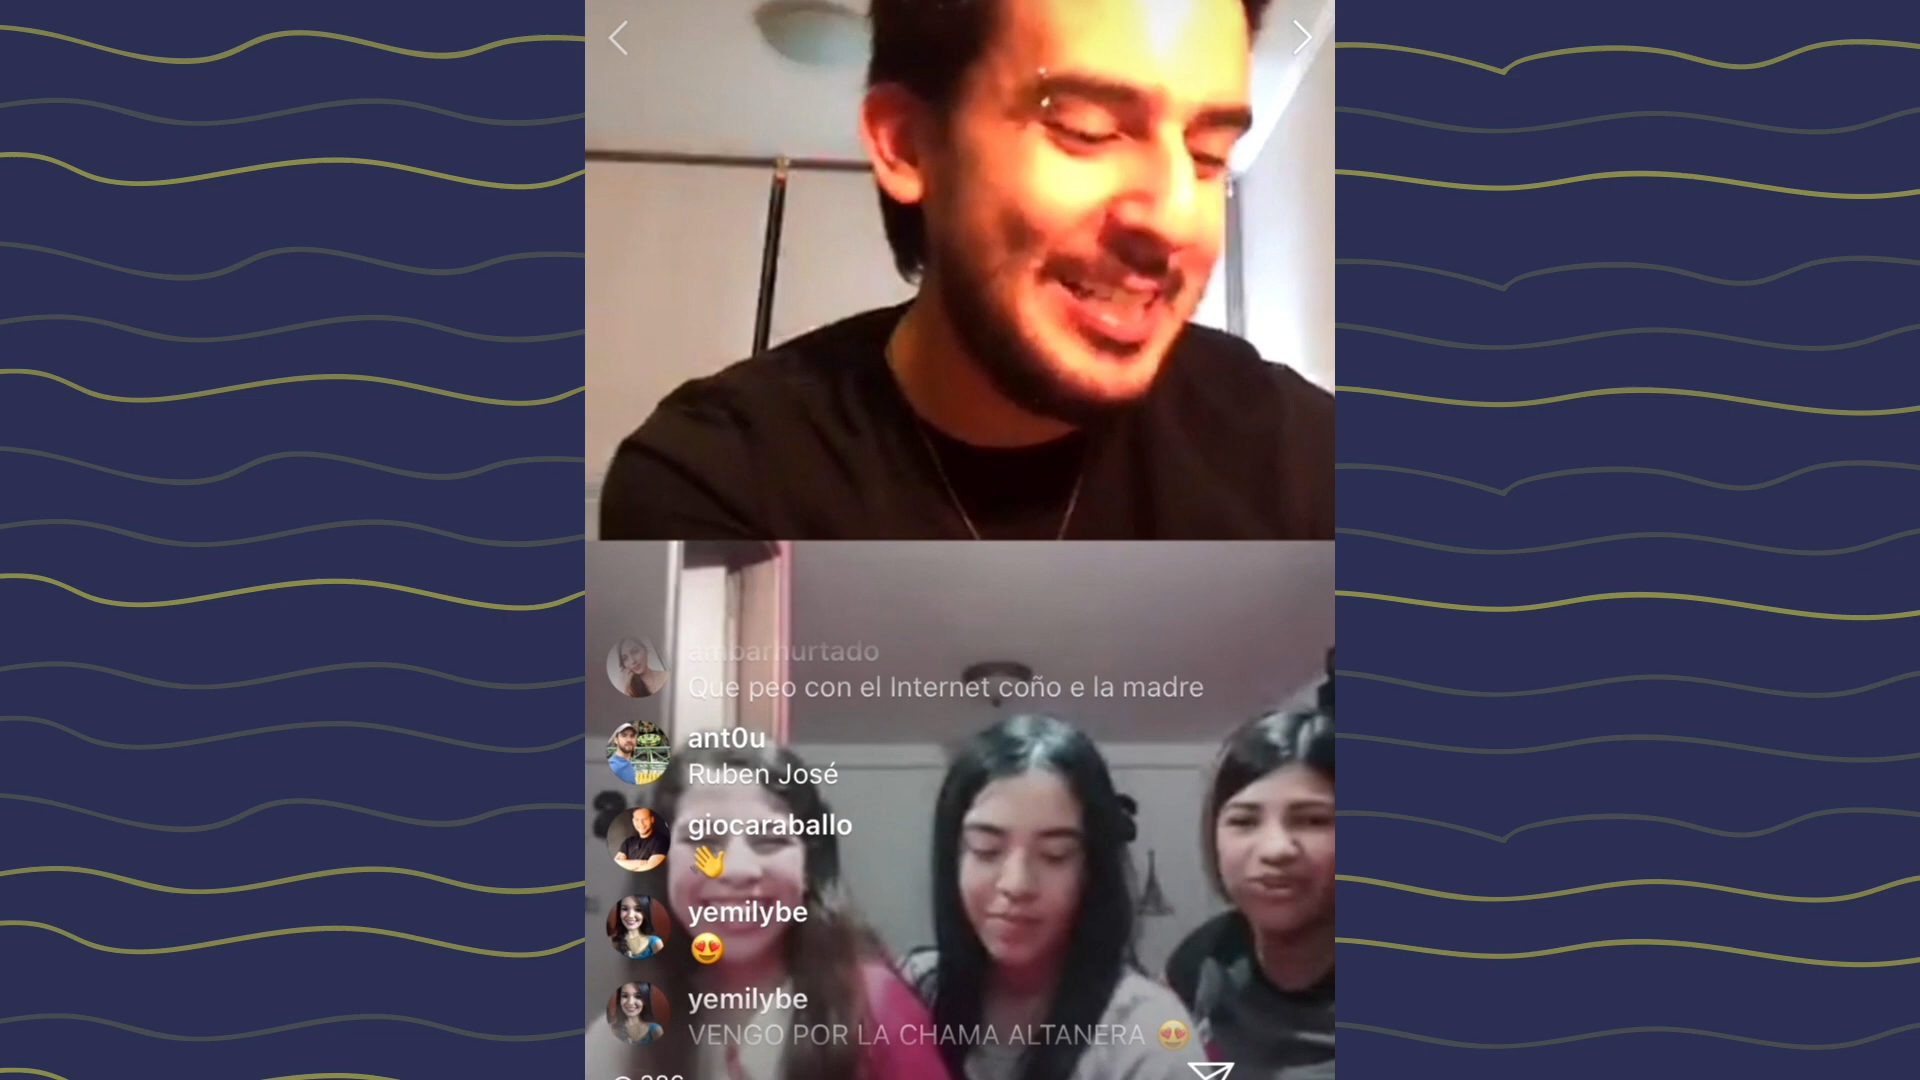 ambarhurtado
Que peo con el Internet coño e la madre
ant0u
Ruben José
giocaraballo
👋
yemilybe
😍
yemilybe
VENGO POR LA CHAMA ALTANERA 😍